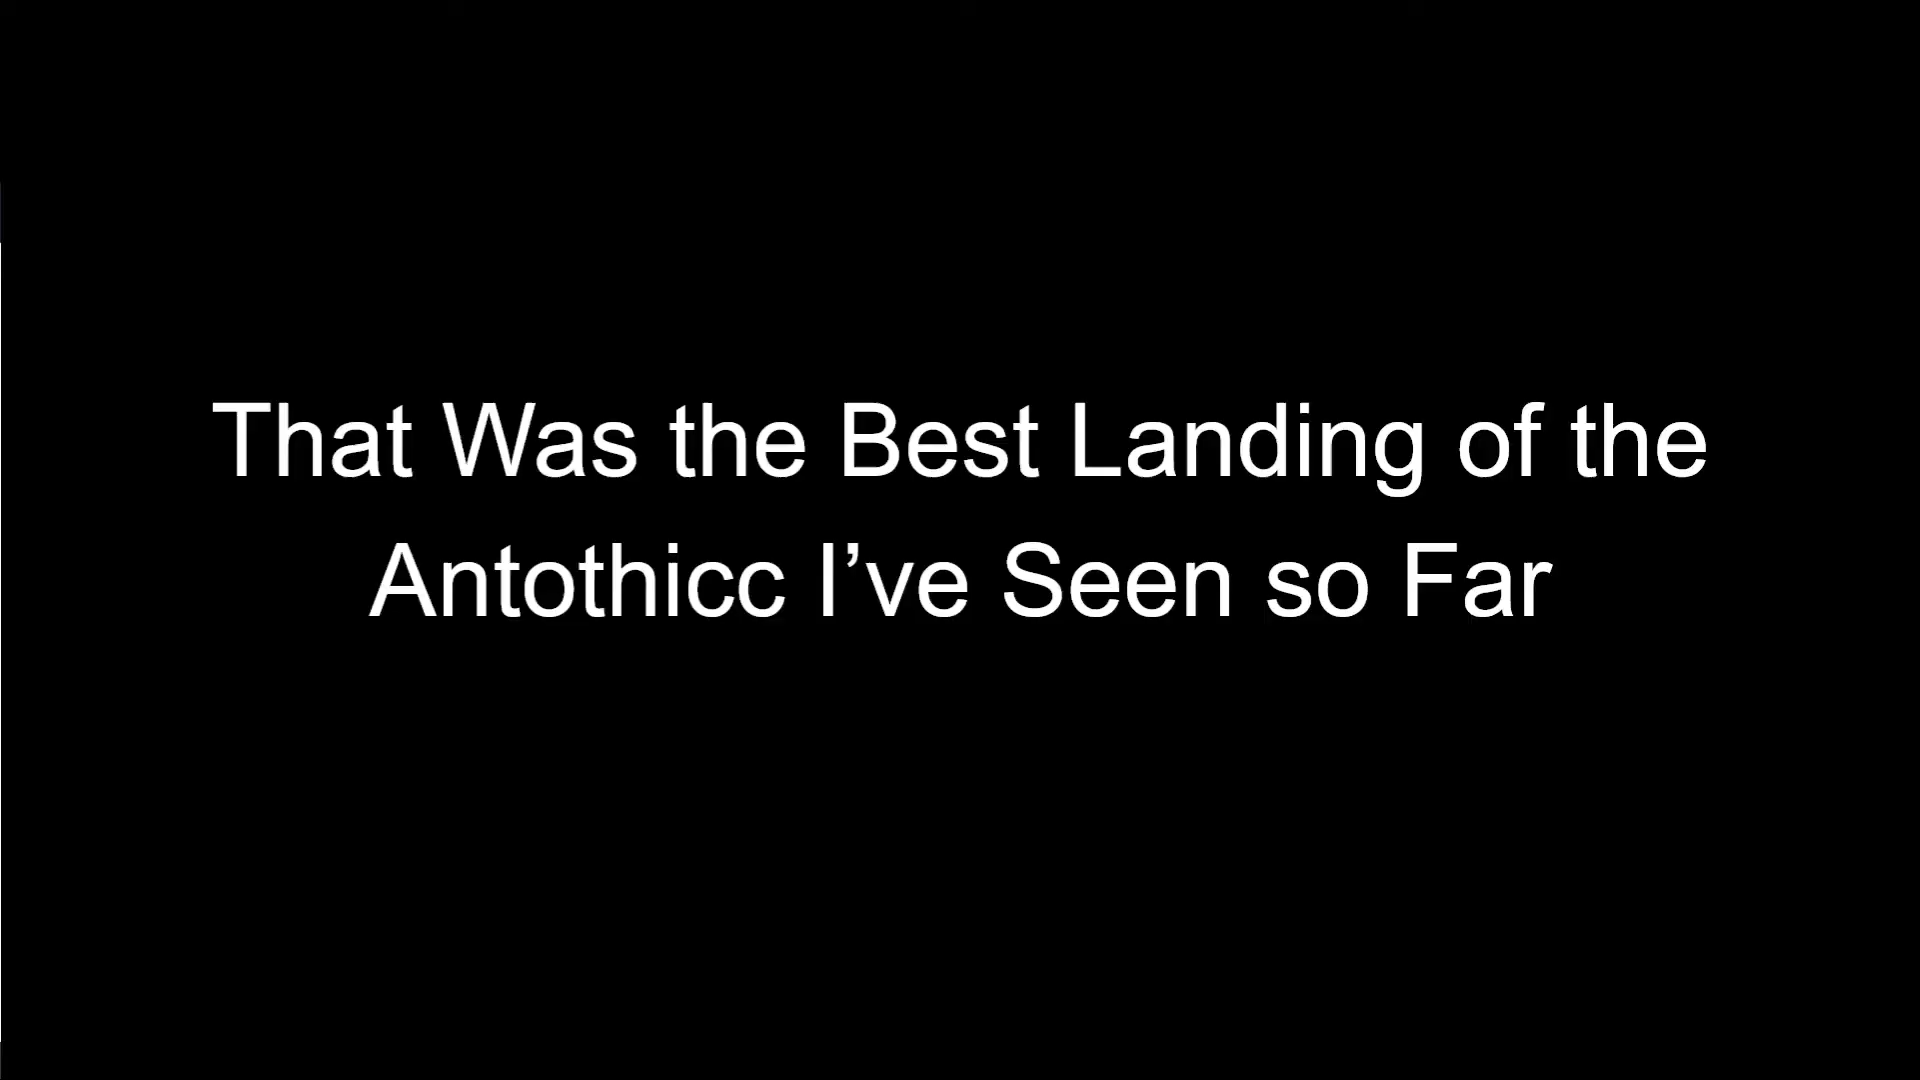 That Was the Best Landing of the
Antothicc I’ve Seen so Far